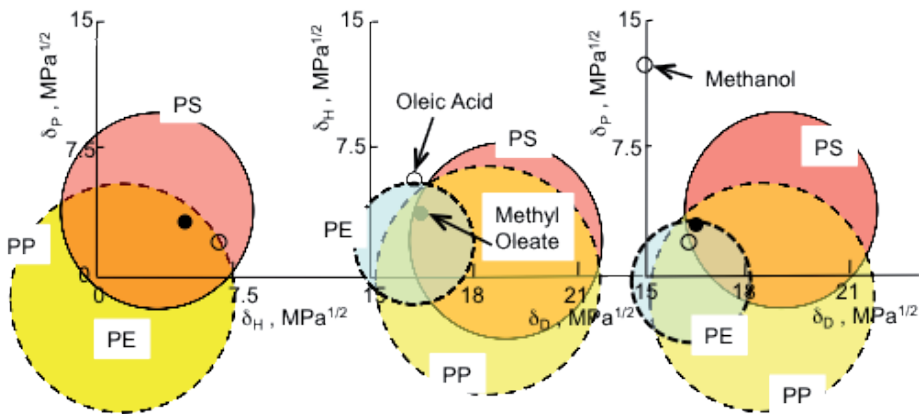 15
δP , MPa1/2
7.5
0
PS
PP
PE
0
7.5
δH , MPa1/2
15
δH , MPa1/2
7.5
Oleic Acid
PS
PE
Methyl
Oleate
15
18
21
δD , MPa1/2
PP
15
δP , MPa1/2
7.5
0
Methanol
PS
15
18
21
PE
δD , MPa1/2
PP